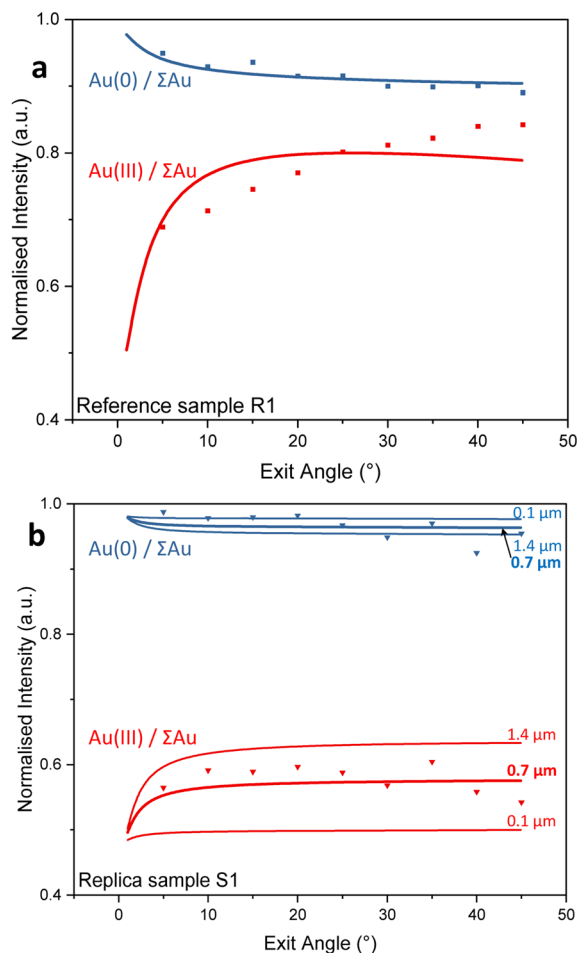 a
1.0
0.8
0.6
0.4
Au(0) / ΣAu
Au(III) / ΣAu
Reference sample R1
Normalised Intensity (a.u.)
0 10 20 30 40 50
Exit Angle (°)
b
1.0
0.8
0.6
0.4
0.1 µm
Au(0) / ΣAu
1.4 µm
0.7 µm
Au(III) / ΣAu
1.4 µm
0.7 µm
0.1 µm
Replica sample S1
Normalised Intensity (a.u.)
0 10 20 30 40 50
Exit Angle (°)